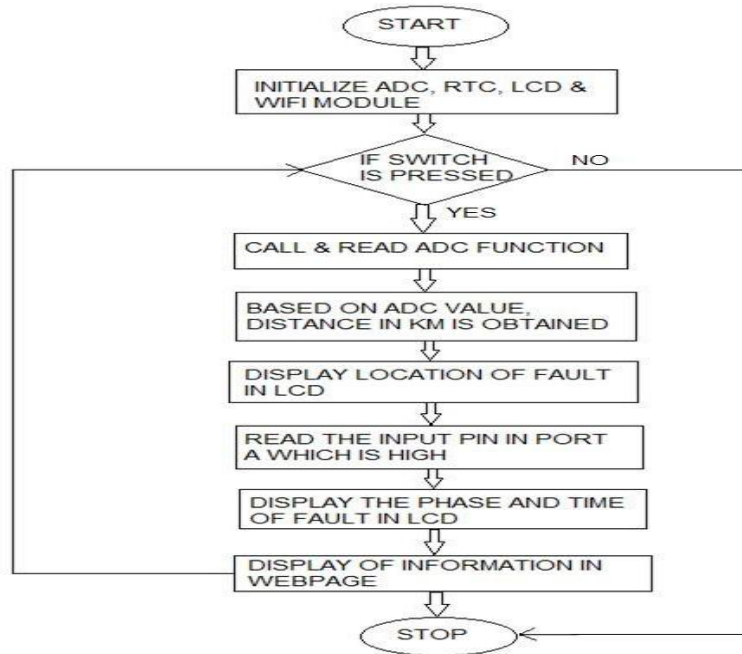 START
INITIALIZE ADC, RTC, LCD &
WIFI MODULE
IF SWITCH
IS PRESSED
NO
YES
CALL & READ ADC FUNCTION
BASED ON ADC VALUE,
DISTANCE IN KM IS OBTAINED
DISPLAY LOCATION OF FAULT
IN LCD
READ THE INPUT PIN IN PORT
A WHICH IS HIGH
DISPLAY THE PHASE AND TIME
OF FAULT IN LCD
DISPLAY OF INFORMATION IN
WEBPAGE
STOP